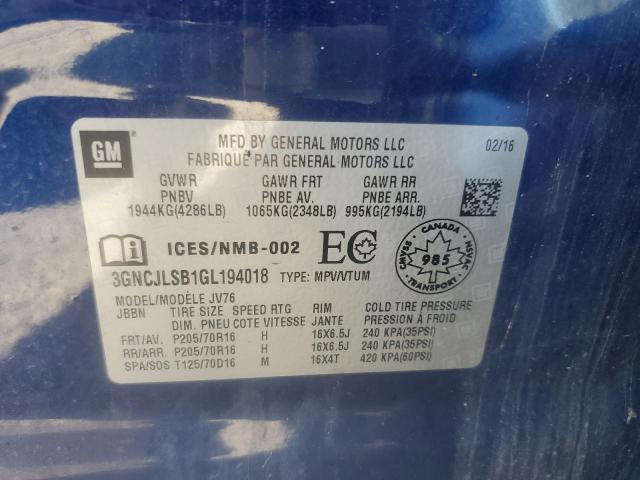 GM
MFD BY GENERAL MOTORS LLC
FABRIQUÉ PAR GENERAL MOTORS LLC
02/16
GVWR GAWR FRT GAWR RR
PNBV PNBE AV. PNBE AR.
1944KG(4286LB) 1065KG(2348LB) 995KG(2194LB)
ICES/NMB-002 EC
CANADA
CMVSS 985 NSVAC
TRANSPORT
3GNCJLSB1GL194018 TYPE: MPV/VTUM
MODEL/MODÈLE JV76
JBBN TIRE SIZE SPEED RTG RIM COLD TIRE PRESSURE
DIM. PNEU COTE VITESSE JANTE PRESSION À FROID
FRT/AV. P205/70R16 H 16X6.5J 240 KPA(35PSI)
RR/ARR. P205/70R16 H 16X6.5J 240 KPA(35PSI)
SPA/SOS T125/70D16 M 16X4T 420 KPA(60PSI)